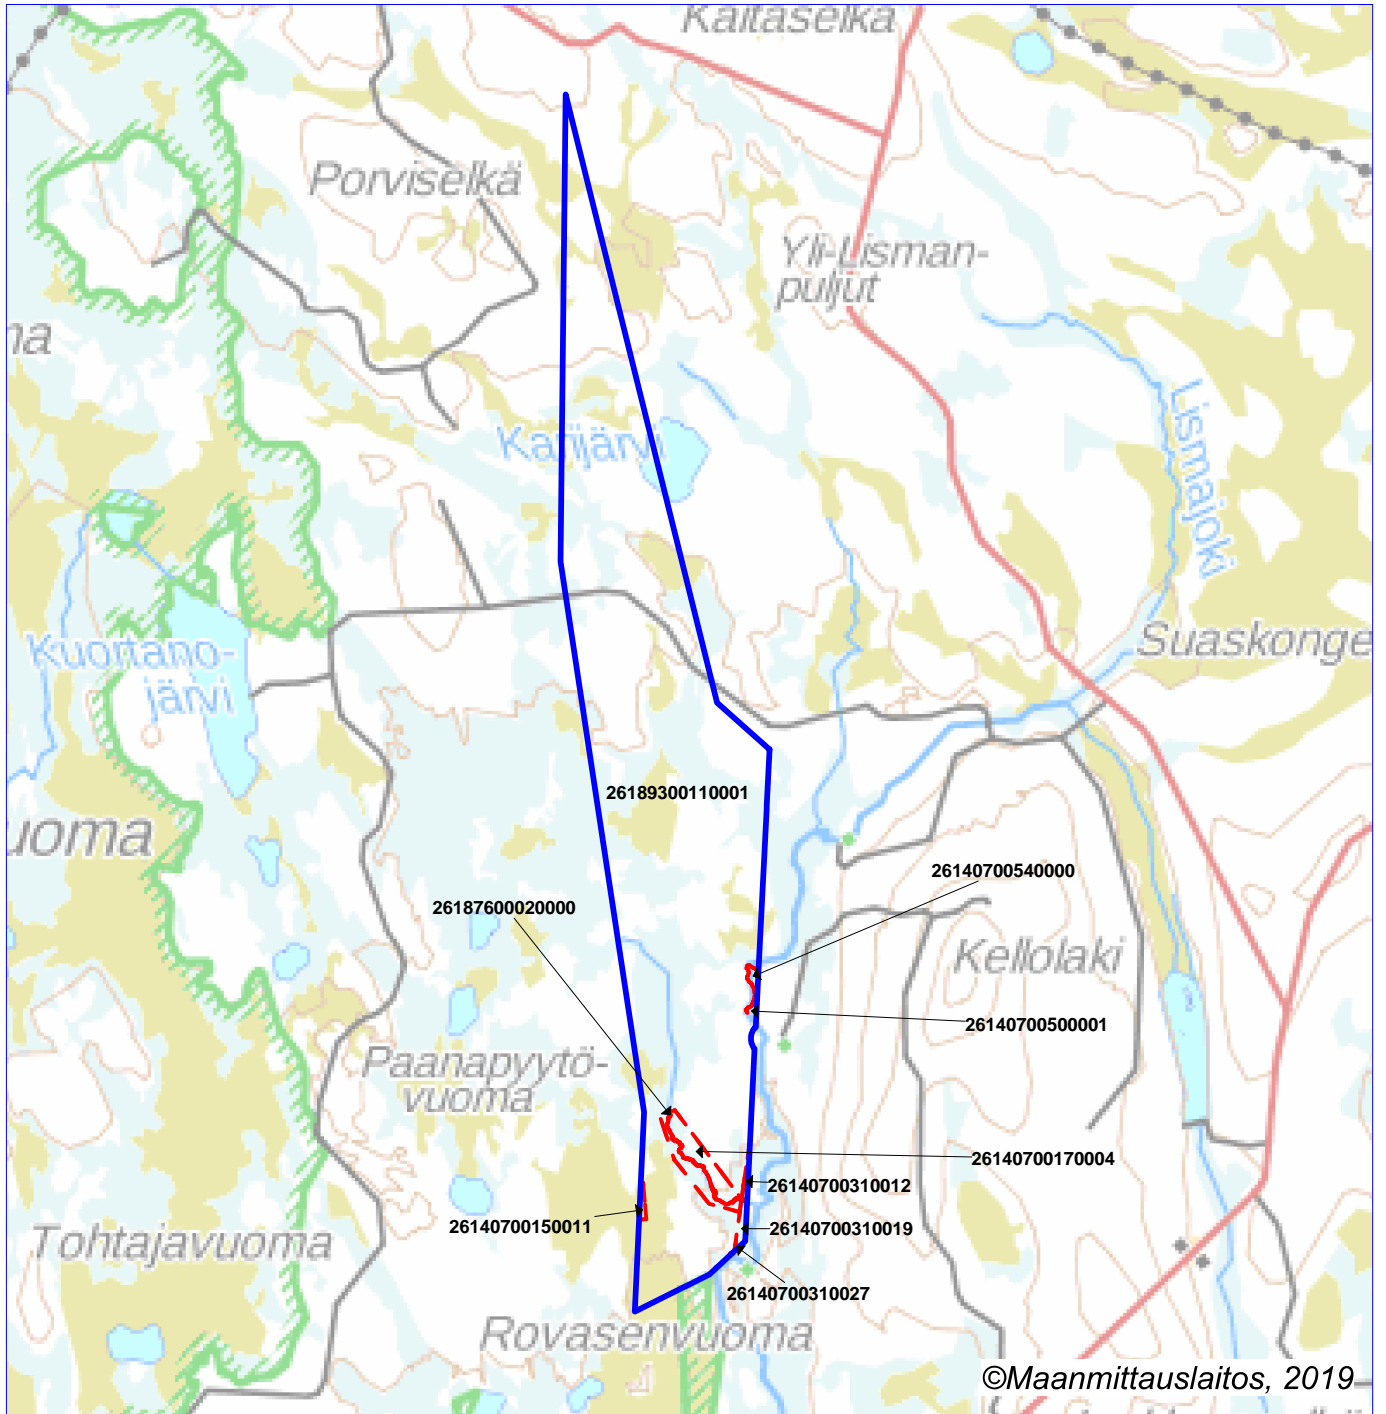 Kaitaselkä
Porviselkä
Yli-Lisman-
puljut
na
Karijärvi
Lismajoki
Kuortano-
järvi
Suaskonge
26189300110001
uoma
26140700540000
26187600020000
Kellolaki
26140700500001
Paanapyytö-
vuoma
26140700170004
26140700310012
26140700150011
26140700310019
Tohtajavuoma
26140700310027
Rovasenvuoma
©Maanmittauslaitos, 2019